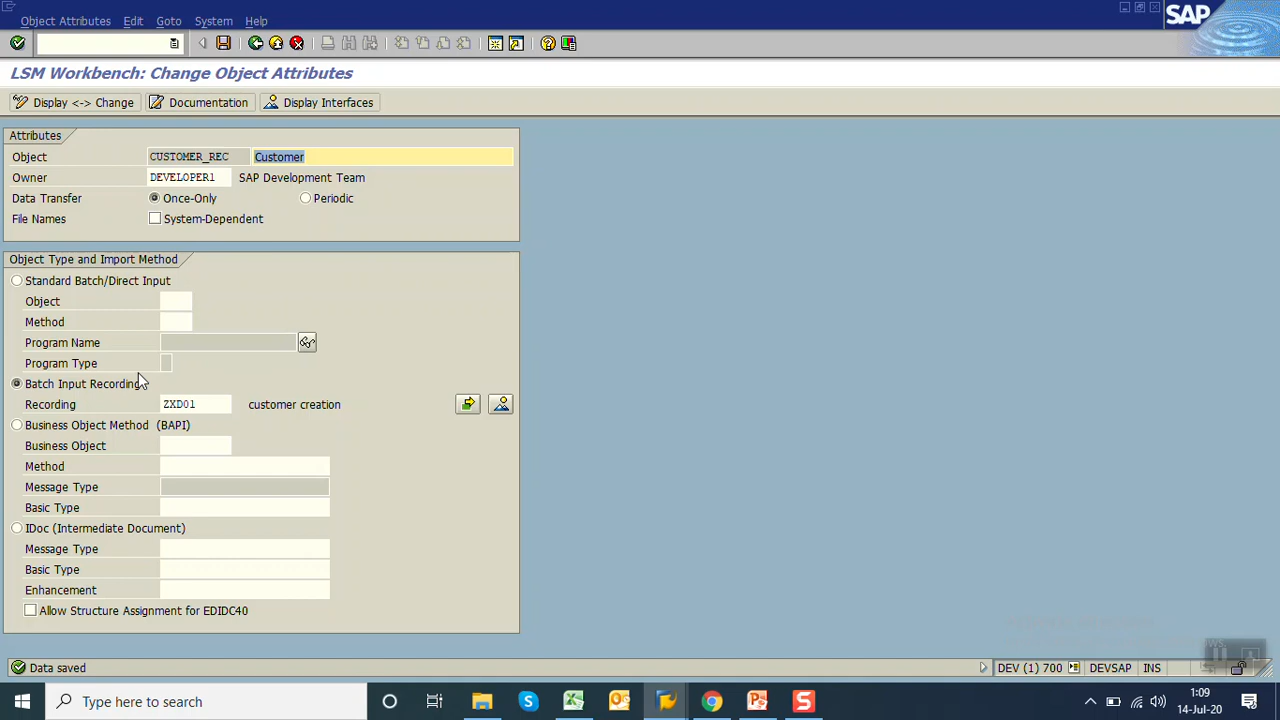 Object Attributes Edit Goto System Help
SAP
LSM Workbench: Change Object Attributes
Display <-> Change Documentation Display Interfaces
Attributes
Object CUSTOMER_REC Customer
Owner DEVELOPER1 SAP Development Team
Data Transfer Once-Only Periodic
File Names System-Dependent
Object Type and Import Method
Standard Batch/Direct Input
Object
Method
Program Name
Program Type
Batch Input Recording
Recording ZXD01 customer creation
Business Object Method (BAPI)
Business Object
Method
Message Type
Basic Type
IDoc (Intermediate Document)
Message Type
Basic Type
Enhancement
Allow Structure Assignment for EDIDC40
Data saved DEV (1) 700 DEVSAP INS
Type here to search
1:09
14-Jul-20